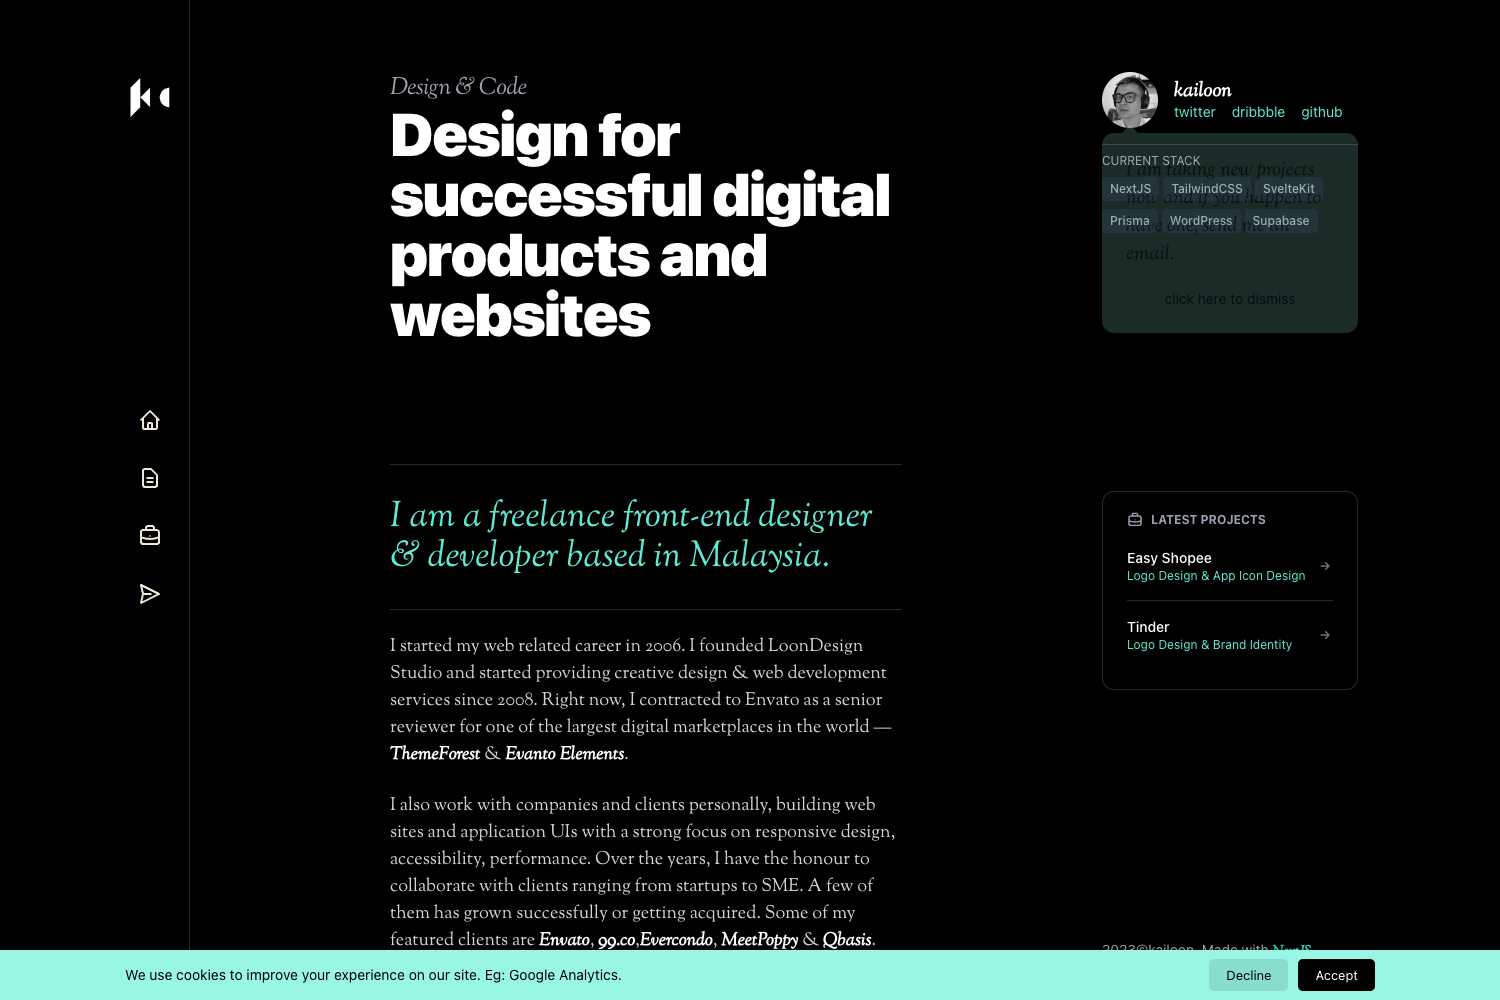 Design & Code
Design for
successful digital
products and
websites
I am a freelance front-end designer
& developer based in Malaysia.
I started my web related career in 2006. I founded LoonDesign
Studio and started providing creative design & web development
services since 2008. Right now, I contracted to Envato as a senior
reviewer for one of the largest digital marketplaces in the world —
ThemeForest & Evanto Elements.
I also work with companies and clients personally, building web
sites and application UIs with a strong focus on responsive design,
accessibility, performance. Over the years, I have the honour to
collaborate with clients ranging from startups to SME. A few of
them has grown successfully or getting acquired. Some of my
featured clients are Envato, 99.co,Evercondo, MeetPoppy & Qbasis.
kailoon
twitter dribbble github
CURRENT STACK
I am taking new projects
NextJS TailwindCSS SvelteKit
now and if you happen to
Prisma WordPress Supabase
have one, send me an
email.
click here to dismiss
LATEST PROJECTS
Easy Shopee
Logo Design & App Icon Design
Tinder
Logo Design & Brand Identity
2023©kailoon. Made with NextJS
We use cookies to improve your experience on our site. Eg: Google Analytics.
Decline Accept